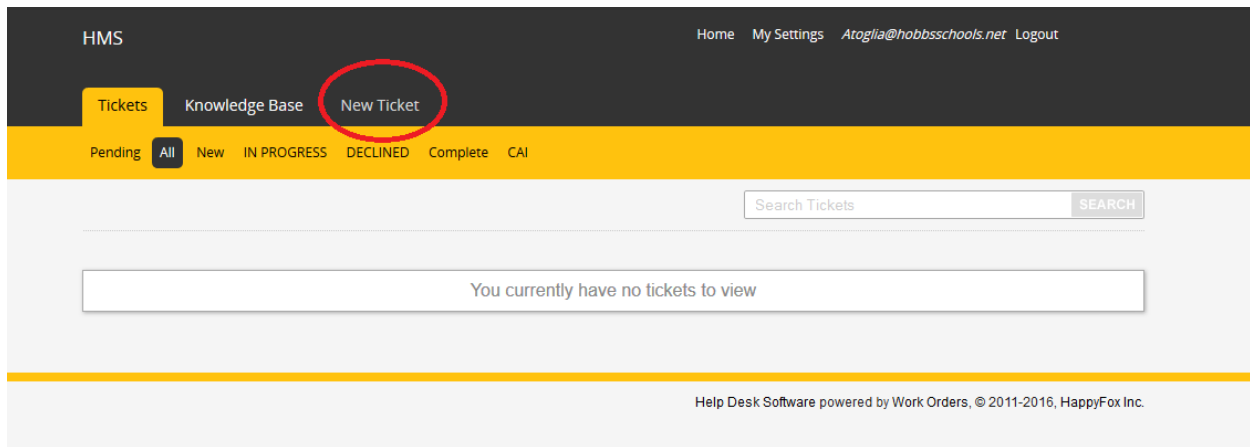 HMS
Home My Settings Atoglia@hobbsschools.net Logout
Tickets Knowledge Base New Ticket
Pending All New IN PROGRESS DECLINED Complete CAI
Search Tickets SEARCH
You currently have no tickets to view
Help Desk Software powered by Work Orders, © 2011-2016, HappyFox Inc.